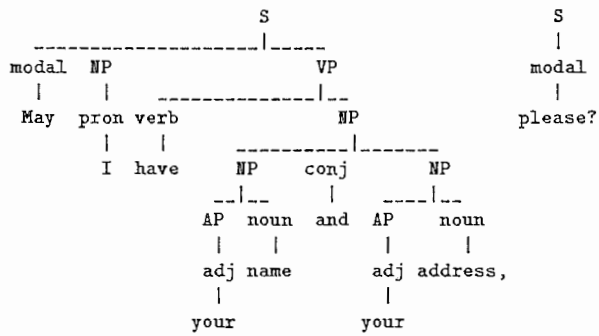 S S
modal NP VP modal
May pron verb NP please?
I have NP conj NP
AP noun and AP noun
adj name adj address,
your your